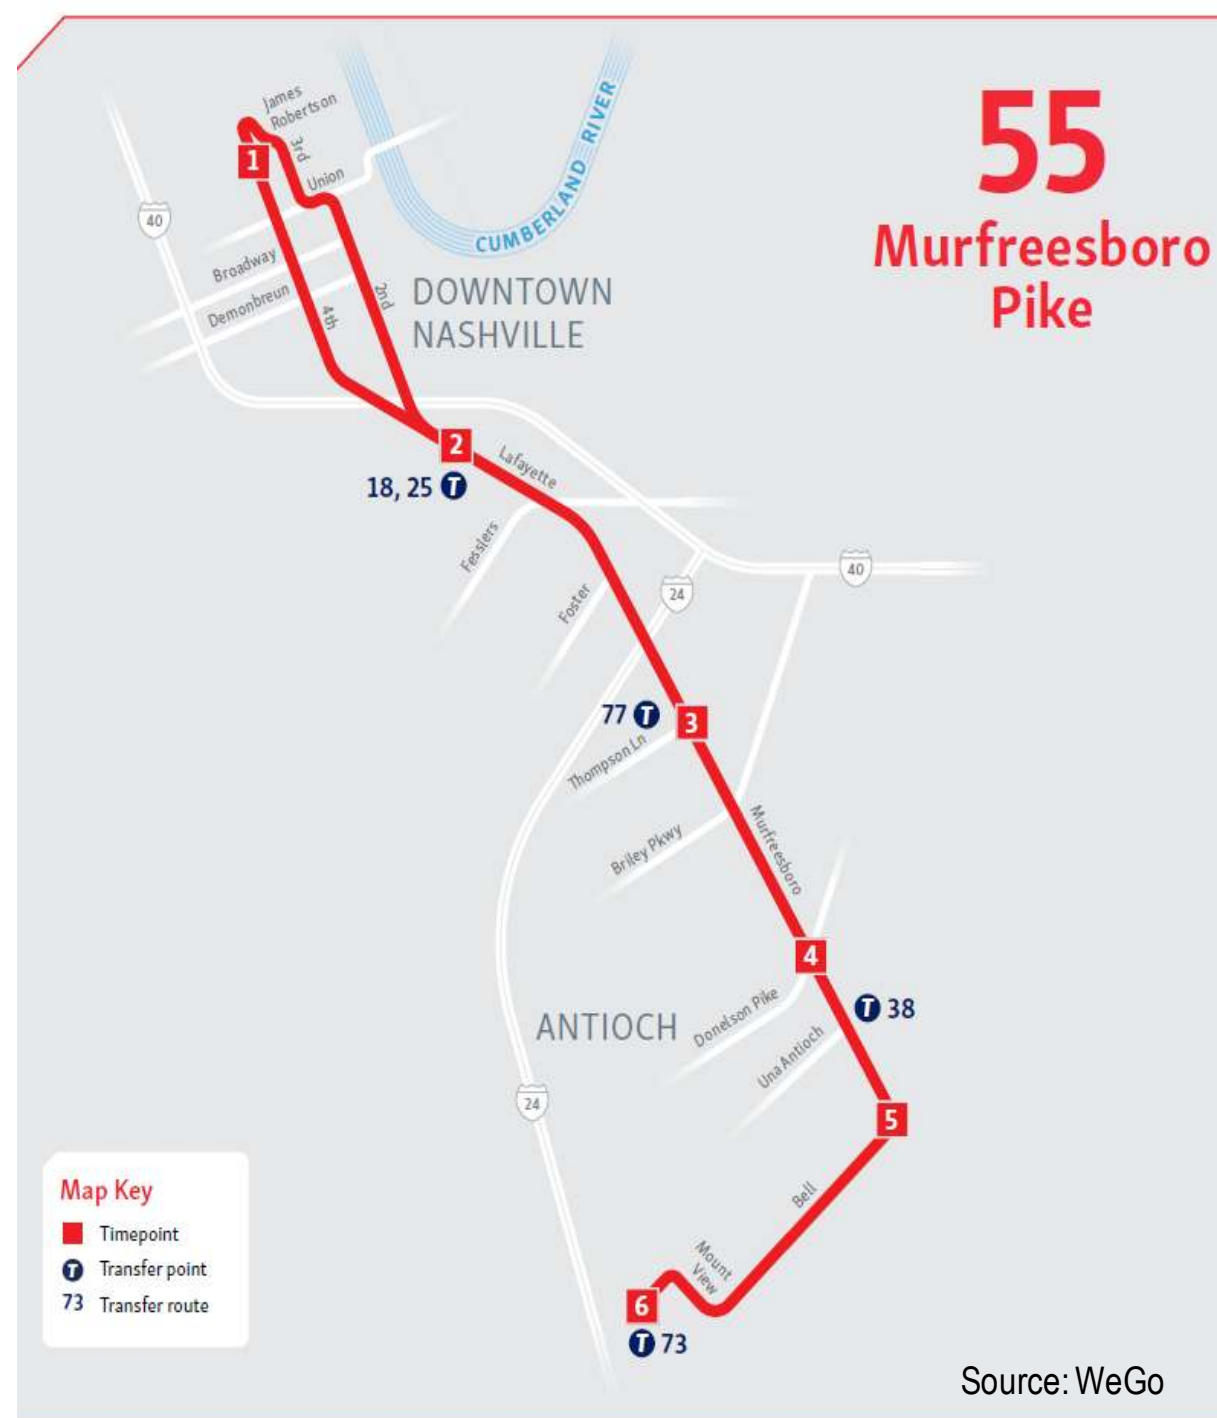 55
Murfreesboro
Pike
James
Robertson
1
3rd
Union
CUMBERLAND RIVER
40
Broadway
Demonbreun
4th
2nd
DOWNTOWN
NASHVILLE
2
Lafayette
18, 25 T
Fesslers
Foster
24
40
77 T
3
Thompson Ln
Briley Pkwy
Murfreesboro
4
ANTIOCH
Donelson Pike
T 38
Una Antioch
24
5
Bell
Mount
View
6
T 73
Map Key
Timepoint
T Transfer point
73 Transfer route
Source: WeGo